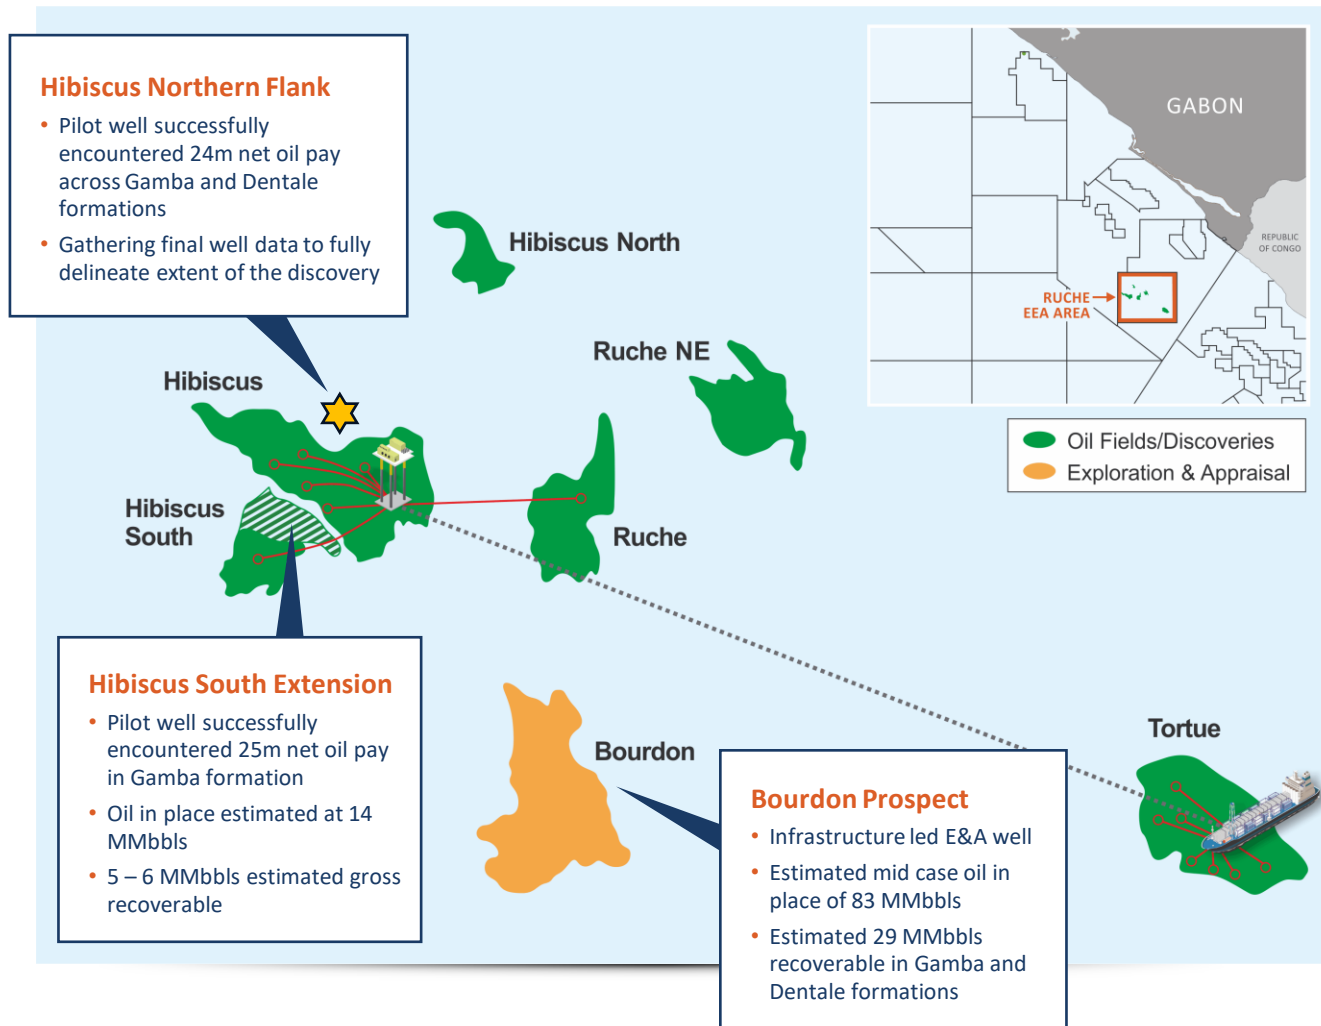 Hibiscus Northern Flank
• Pilot well successfully
encountered 24m net oil pay
across Gamba and Dentale
formations
• Gathering final well data to fully
delineate extent of the discovery
GABON
REPUBLIC
OF CONGO
RUCHE
EEA AREA
Oil Fields/Discoveries
Exploration & Appraisal
Hibiscus North
Ruche NE
Hibiscus
Hibiscus
South
Ruche
Hibiscus South Extension
• Pilot well successfully
encountered 25m net oil pay
in Gamba formation
• Oil in place estimated at 14
MMbbls
• 5 – 6 MMbbls estimated gross
recoverable
Bourdon
Tortue
Bourdon Prospect
• Infrastructure led E&A well
• Estimated mid case oil in
place of 83 MMbbls
• Estimated 29 MMbbls
recoverable in Gamba and
Dentale formations